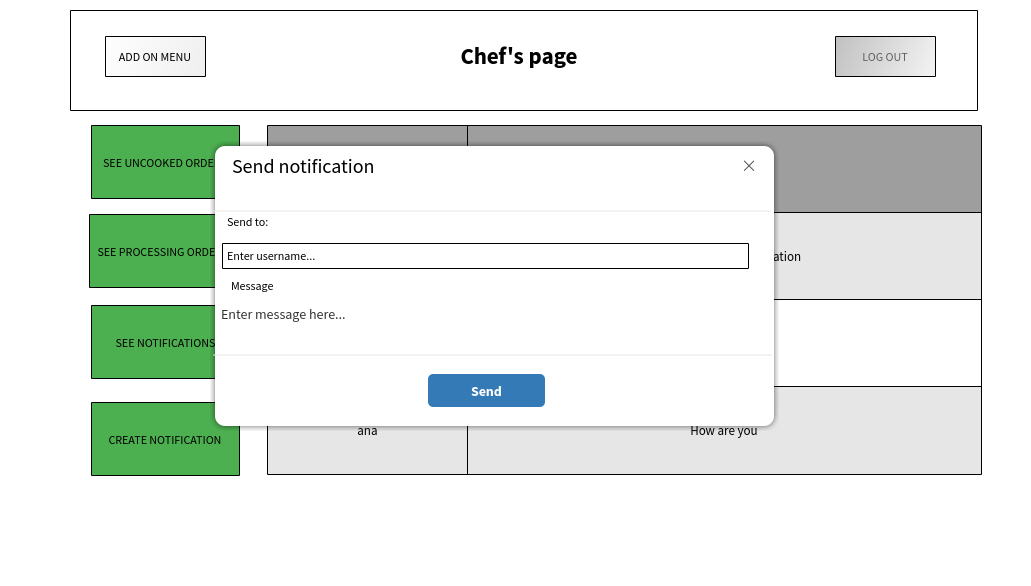 ADD ON MENU
Chef's page
LOG OUT
SEE UNCOOKED ORDE
SEE PROCESSING ORDE
SEE NOTIFICATIONS
CREATE NOTIFICATION
Send notification
Send to:
Enter username...
Message
Enter message here...
Send
ation
ana
How are you